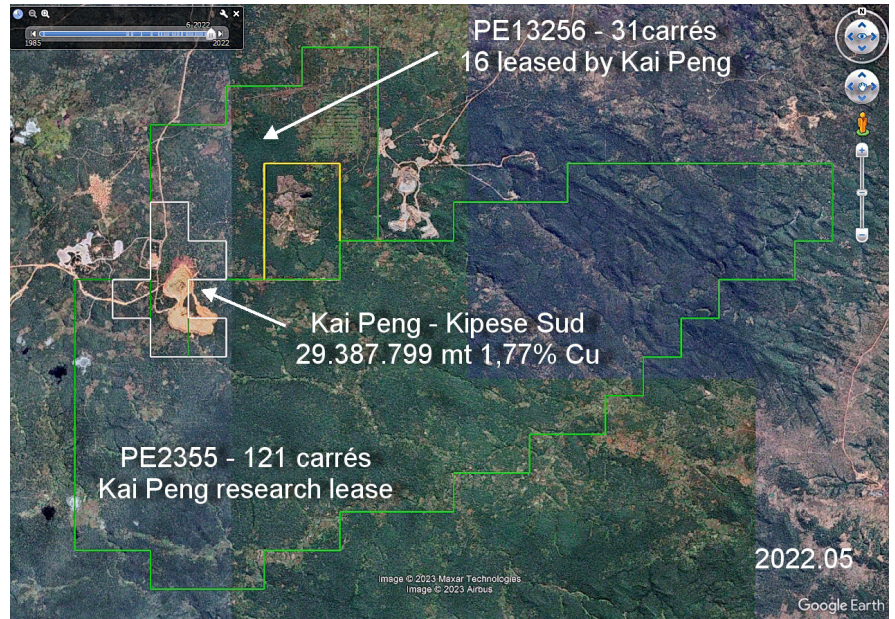 6-2022
1985
2022
N
PE13256 - 31carrés
16 leased by Kai Peng
Kai Peng - Kipese Sud
29.387.799 mt 1,77% Cu
PE2355 - 121 carrés
Kai Peng research lease
2022.05
Image © 2023 Maxar Technologies
Image © 2023 Airbus
Google Earth